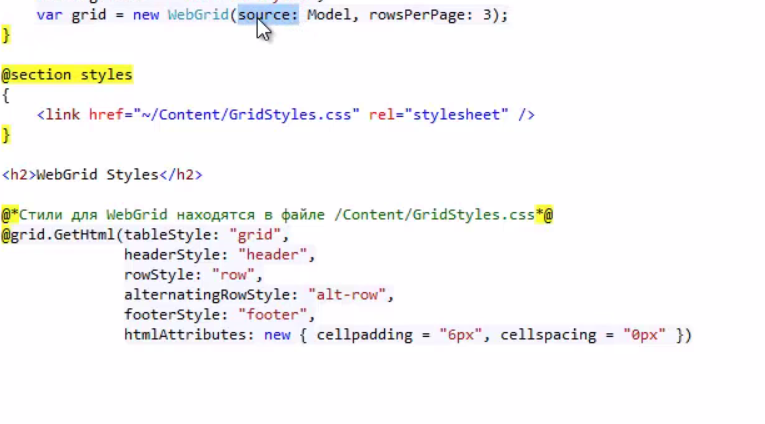 var grid = new WebGrid(source: Model, rowsPerPage: 3);
}
@section styles
{
<link href="~/Content/GridStyles.css" rel="stylesheet" />
}
<h2>WebGrid Styles</h2>
@*Стили для WebGrid находятся в файле /Content/GridStyles.css*@
@grid.GetHtml(tableStyle: "grid",
headerStyle: "header",
rowStyle: "row",
alternatingRowStyle: "alt-row",
footerStyle: "footer",
htmlAttributes: new { cellpadding = "6px", cellspacing = "0px" })